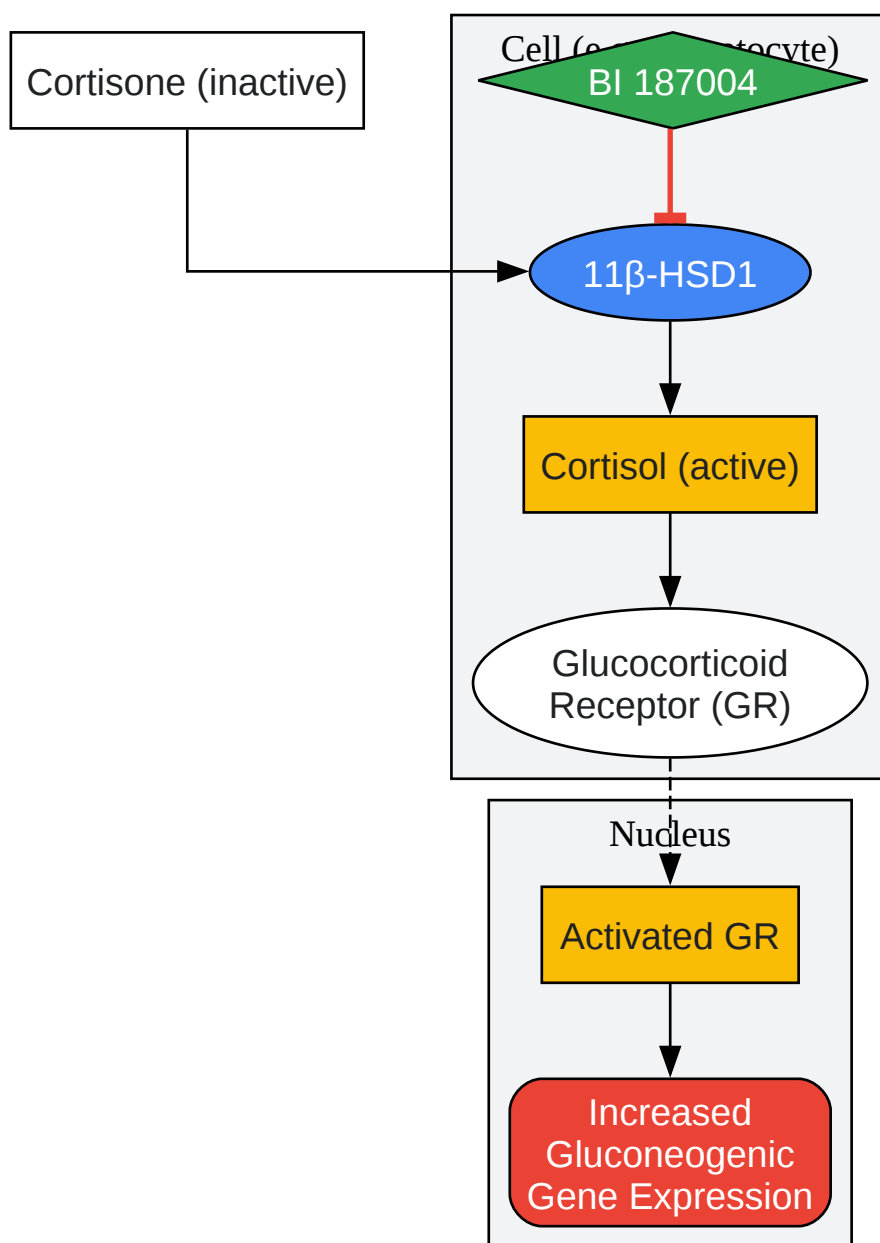 Cortisone (inactive)
Cell (e
ocyte)
BI 187004
11β-HSD1
Cortisol (active)
Glucocorticoid
Receptor (GR)
Nucleus
Activated GR
Increased
Gluconeogenic
Gene Expression